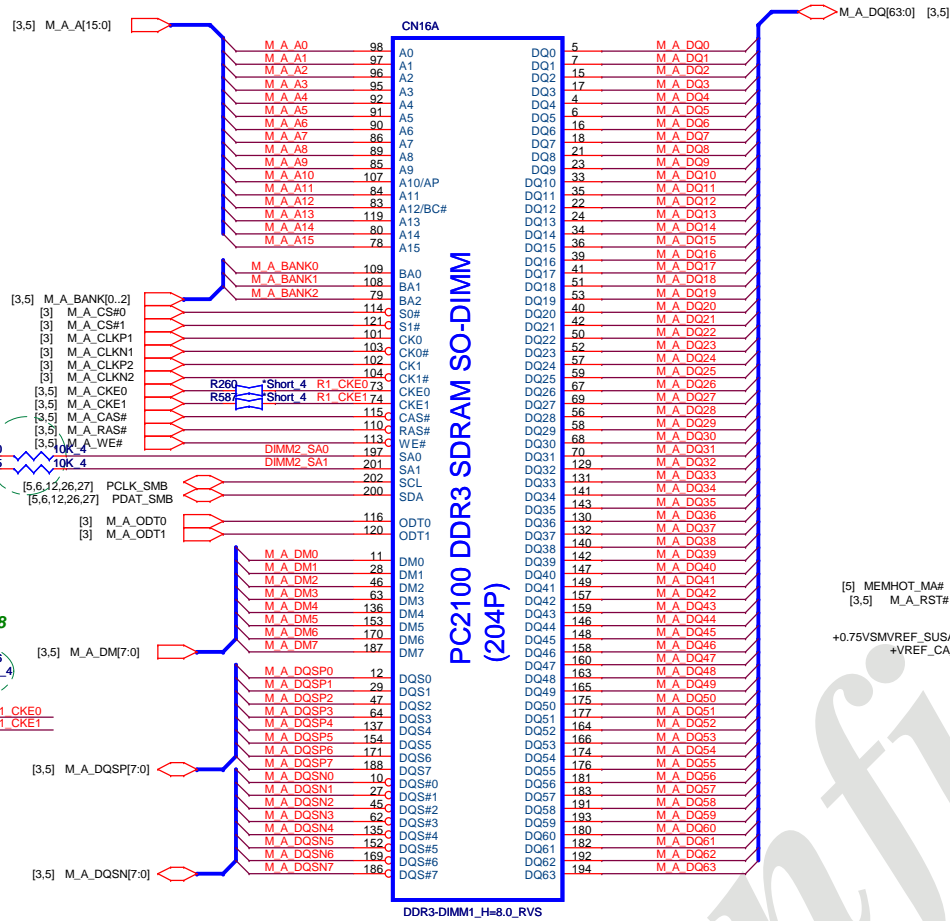 [3,5] M_A_A[15:0]
CN16A
M_A_DQ[63:0] [3,5]
M_A_A0 98 A0 DQ0 5 M_A_DQ0
M_A_A1 97 A1 DQ1 7 M_A_DQ1
M_A_A2 96 A2 DQ2 15 M_A_DQ2
M_A_A3 95 A3 DQ3 17 M_A_DQ3
M_A_A4 92 A4 DQ4 4 M_A_DQ4
M_A_A5 91 A5 DQ5 6 M_A_DQ5
M_A_A6 90 A6 DQ6 16 M_A_DQ6
M_A_A7 86 A7 DQ7 18 M_A_DQ7
M_A_A8 89 A8 DQ8 21 M_A_DQ8
M_A_A9 85 A9 DQ9 23 M_A_DQ9
M_A_A10 107 A10/AP DQ10 33 M_A_DQ10
M_A_A11 84 A11 DQ11 35 M_A_DQ11
M_A_A12 83 A12/BC# DQ12 22 M_A_DQ12
M_A_A13 119 A13 DQ13 24 M_A_DQ13
M_A_A14 80 A14 DQ14 34 M_A_DQ14
M_A_A15 78 A15 DQ15 36 M_A_DQ15
DQ16 39 M_A_DQ16
M_A_BANK0 109 BA0 DQ17 41 M_A_DQ17
M_A_BANK1 108 BA1 DQ18 51 M_A_DQ18
M_A_BANK2 79 BA2 DQ19 53 M_A_DQ19
[3,5] M_A_BANK[0..2]
[3] M_A_CS#0 114 S0# DQ20 40 M_A_DQ20
[3] M_A_CS#1 121 S1# DQ21 42 M_A_DQ21
[3] M_A_CLKP1 101 CK0 DQ22 50 M_A_DQ22
[3] M_A_CLKN1 103 CK0# DQ23 52 M_A_DQ23
[3] M_A_CLKP2 102 CK1 DQ24 57 M_A_DQ24
[3] M_A_CLKN2 104 CK1# DQ25 59 M_A_DQ25
[3,5] M_A_CKE0 R260 *Short_4 R1_CKE0 73 CKE0 DQ26 67 M_A_DQ26
[3,5] M_A_CKE1 R587 *Short_4 R1_CKE1 74 CKE1 DQ27 69 M_A_DQ27
[3,5] M_A_CAS# 115 CAS# DQ28 56 M_A_DQ28
[3,5] M_A_RAS# 110 RAS# DQ29 58 M_A_DQ29
[3,5] M_A_WE# 113 WE# DQ30 68 M_A_DQ30
10K_4 DIMM2_SA0 197 SA0 DQ31 70 M_A_DQ31
10K_4 DIMM2_SA1 201 SA1 DQ32 129 M_A_DQ32
[5,6,12,26,27] PCLK_SMB 202 SCL DQ33 131 M_A_DQ33
[5,6,12,26,27] PDAT_SMB 200 SDA DQ34 141 M_A_DQ34
DQ35 143 M_A_DQ35
[3] M_A_ODT0 116 ODT0 DQ36 130 M_A_DQ36
[3] M_A_ODT1 120 ODT1 DQ37 132 M_A_DQ37
DQ38 140 M_A_DQ38
M_A_DM0 11 DM0 DQ39 142 M_A_DQ39
M_A_DM1 28 DM1 DQ40 147 M_A_DQ40
M_A_DM2 46 DM2 DQ41 149 M_A_DQ41
M_A_DM3 63 DM3 DQ42 157 M_A_DQ42
M_A_DM4 136 DM4 DQ43 159 M_A_DQ43
M_A_DM5 153 DM5 DQ44 146 M_A_DQ44
M_A_DM6 170 DM6 DQ45 148 M_A_DQ45
M_A_DM7 187 DM7 DQ46 158 M_A_DQ46
[3,5] M_A_DM[7:0]
DQ47 160 M_A_DQ47
M_A_DQSP0 12 DQS0 DQ48 163 M_A_DQ48
M_A_DQSP1 29 DQS1 DQ49 165 M_A_DQ49
M_A_DQSP2 47 DQS2 DQ50 175 M_A_DQ50
M_A_DQSP3 64 DQS3 DQ51 177 M_A_DQ51
M_A_DQSP4 137 DQS4 DQ52 164 M_A_DQ52
M_A_DQSP5 154 DQS5 DQ53 166 M_A_DQ53
M_A_DQSP6 171 DQS6 DQ54 174 M_A_DQ54
M_A_DQSP7 188 DQS7 DQ55 176 M_A_DQ55
[3,5] M_A_DQSP[7:0]
M_A_DQSN0 10 DQS#0 DQ56 181 M_A_DQ56
M_A_DQSN1 27 DQS#1 DQ57 183 M_A_DQ57
M_A_DQSN2 45 DQS#2 DQ58 191 M_A_DQ58
M_A_DQSN3 62 DQS#3 DQ59 193 M_A_DQ59
M_A_DQSN4 135 DQS#4 DQ60 180 M_A_DQ60
M_A_DQSN5 152 DQS#5 DQ61 182 M_A_DQ61
M_A_DQSN6 169 DQS#6 DQ62 192 M_A_DQ62
M_A_DQSN7 186 DQS#7 DQ63 194 M_A_DQ63
[3,5] M_A_DQSN[7:0]
PC2100 DDR3 SDRAM SO-DIMM
(204P)
DDR3-DIMM1_H=8.0_RVS
[5] MEMHOT_MA#
[3,5] M_A_RST#
+0.75VSMVREF_SUSA
+VREF_CA
8
_4
1_CKE0
1_CKE1
nfi